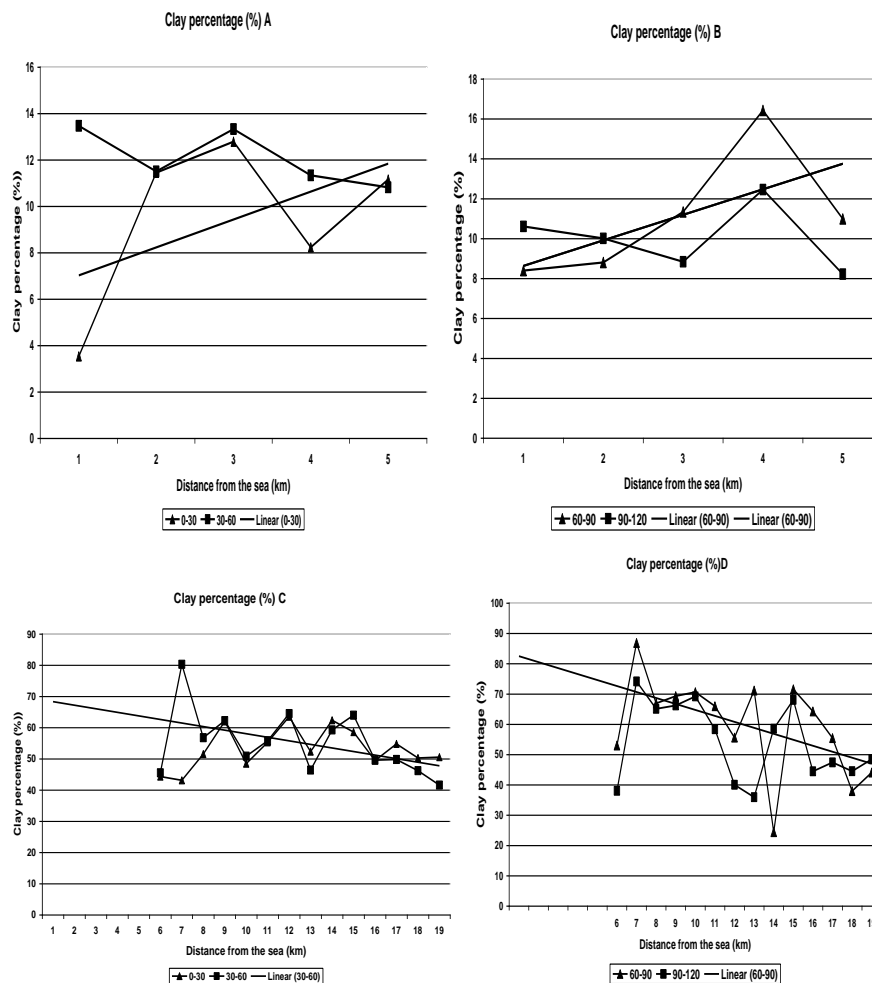 Clay percentage (%) A
16
14
12
10
8
6
4
2
0
Clay percentage (%))
1 2 3 4 5
Distance from the sea (km)
0-30 30-60 Linear (0-30)
Clay percentage (%) B
18
16
14
12
10
8
6
4
2
0
Clay percentage (%)
1 2 3 4 5
Distance from the sea (km)
60-90 90-120 Linear (60-90) Linear (60-90)
Clay percentage (%) C
90
80
70
60
50
40
30
20
10
0
Clay percentage (%))
1 2 3 4 5 6 7 8 9 10 11 12 13 14 15 16 17 18 19
Distance from the sea (km)
0-30 30-60 Linear (30-60)
Clay percentage (%)D
100
90
80
70
60
50
40
30
20
10
0
Clay percentage (%)
6 7 8 9 10 11 12 13 14 15 16 17 18
Distance from the sea (km)
60-90 90-120 Linear (60-90)